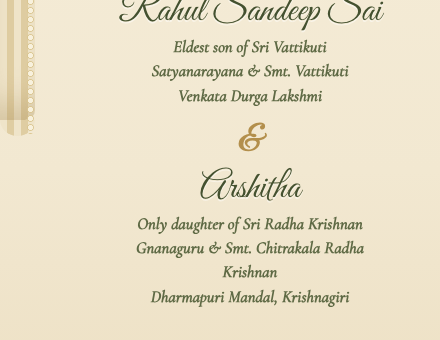 Rahul Sandeep Sai
Eldest son of Sri Vattikuti
Satyanarayana & Smt. Vattikuti
Venkata Durga Lakshmi
&
Arshitha
Only daughter of Sri Radha Krishnan
Gnanaguru & Smt. Chitrakala Radha
Krishnan
Dharmapuri Mandal, Krishnagiri